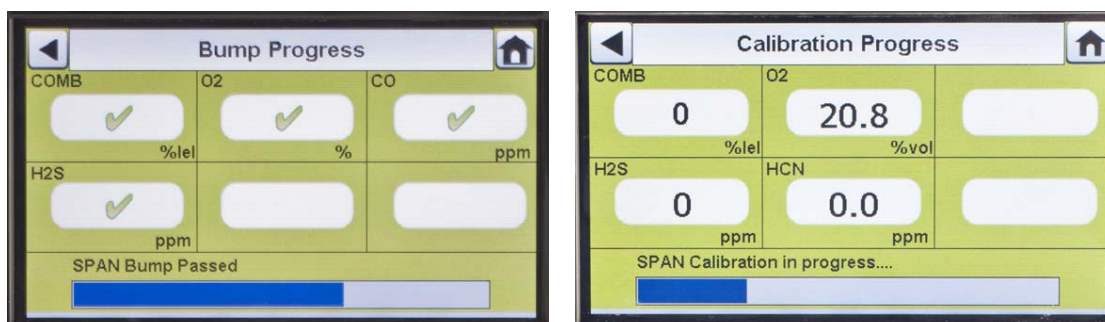 Bump Progress
COMB O2 CO
%lel % ppm
H2S
ppm
SPAN Bump Passed
Calibration Progress
COMB O2
0 20.8
%lel %vol
H2S HCN
0 0.0
ppm ppm
SPAN Calibration in progress....